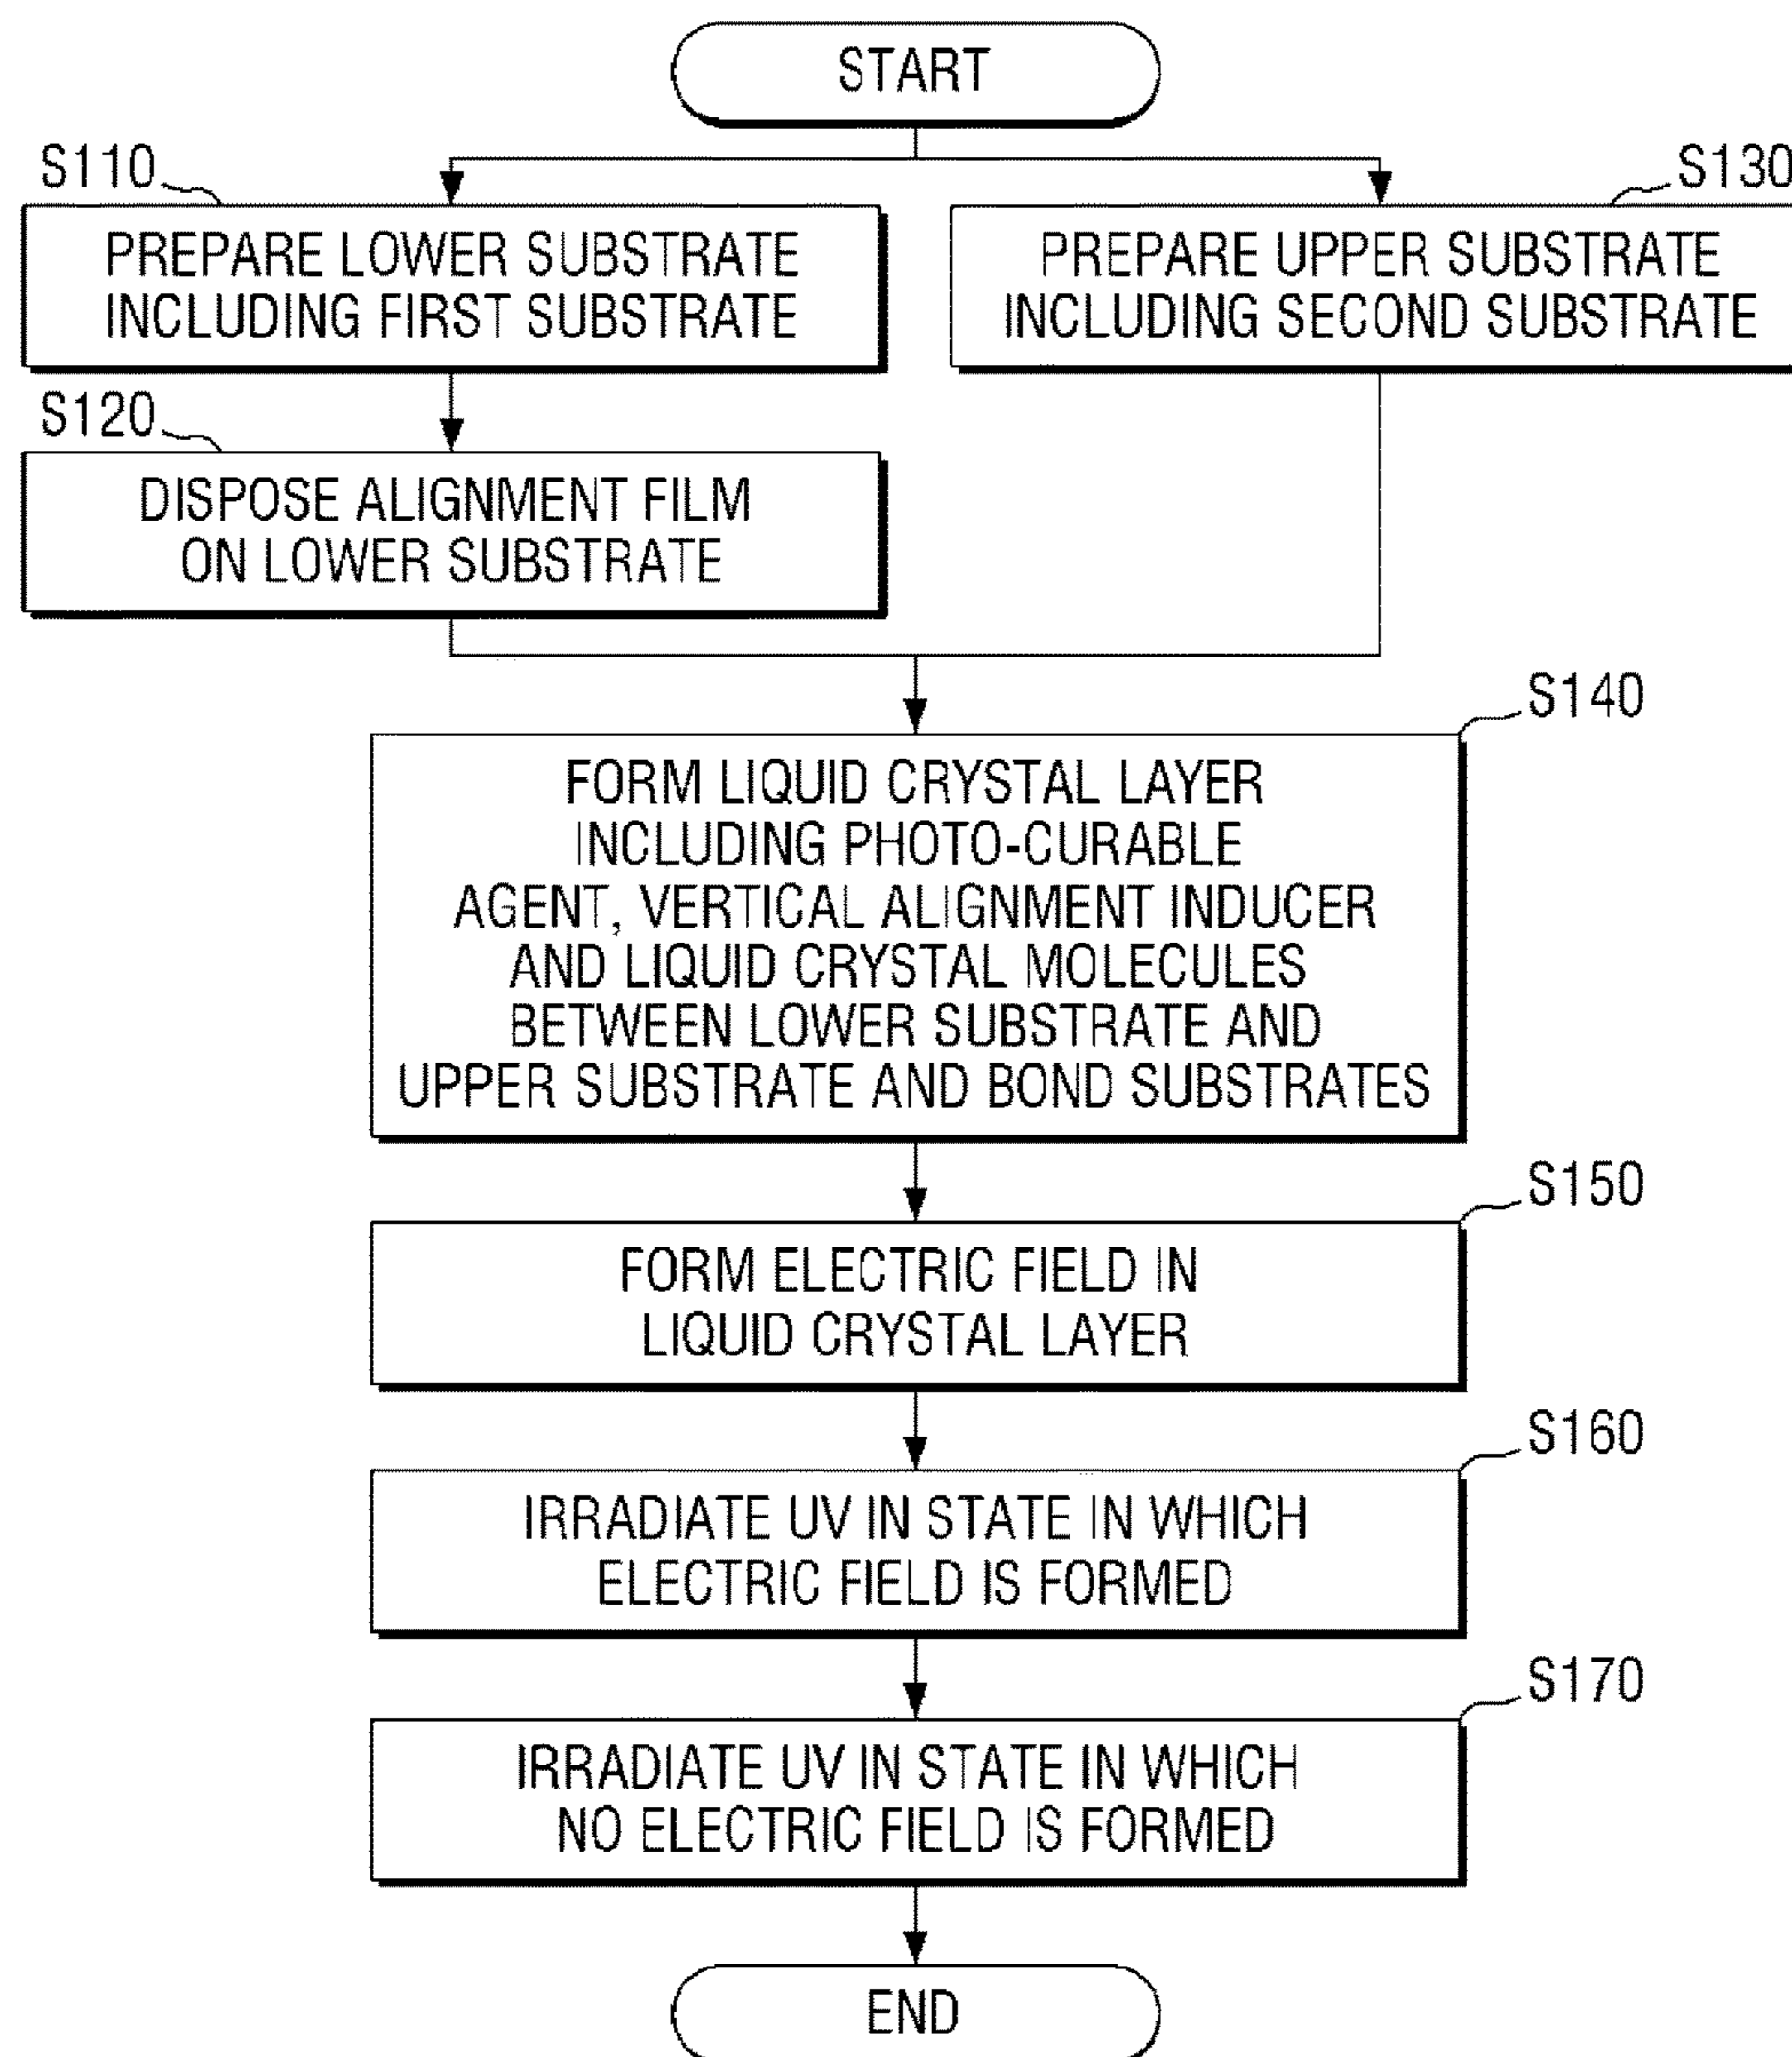 START
S110
PREPARE LOWER SUBSTRATE
INCLUDING FIRST SUBSTRATE
S130
PREPARE UPPER SUBSTRATE
INCLUDING SECOND SUBSTRATE
S120
DISPOSE ALIGNMENT FILM
ON LOWER SUBSTRATE
S140
FORM LIQUID CRYSTAL LAYER
INCLUDING PHOTO-CURABLE
AGENT, VERTICAL ALIGNMENT INDUCER
AND LIQUID CRYSTAL MOLECULES
BETWEEN LOWER SUBSTRATE AND
UPPER SUBSTRATE AND BOND SUBSTRATES
S150
FORM ELECTRIC FIELD IN
LIQUID CRYSTAL LAYER
S160
IRRADIATE UV IN STATE IN WHICH
ELECTRIC FIELD IS FORMED
S170
IRRADIATE UV IN STATE IN WHICH
NO ELECTRIC FIELD IS FORMED
END